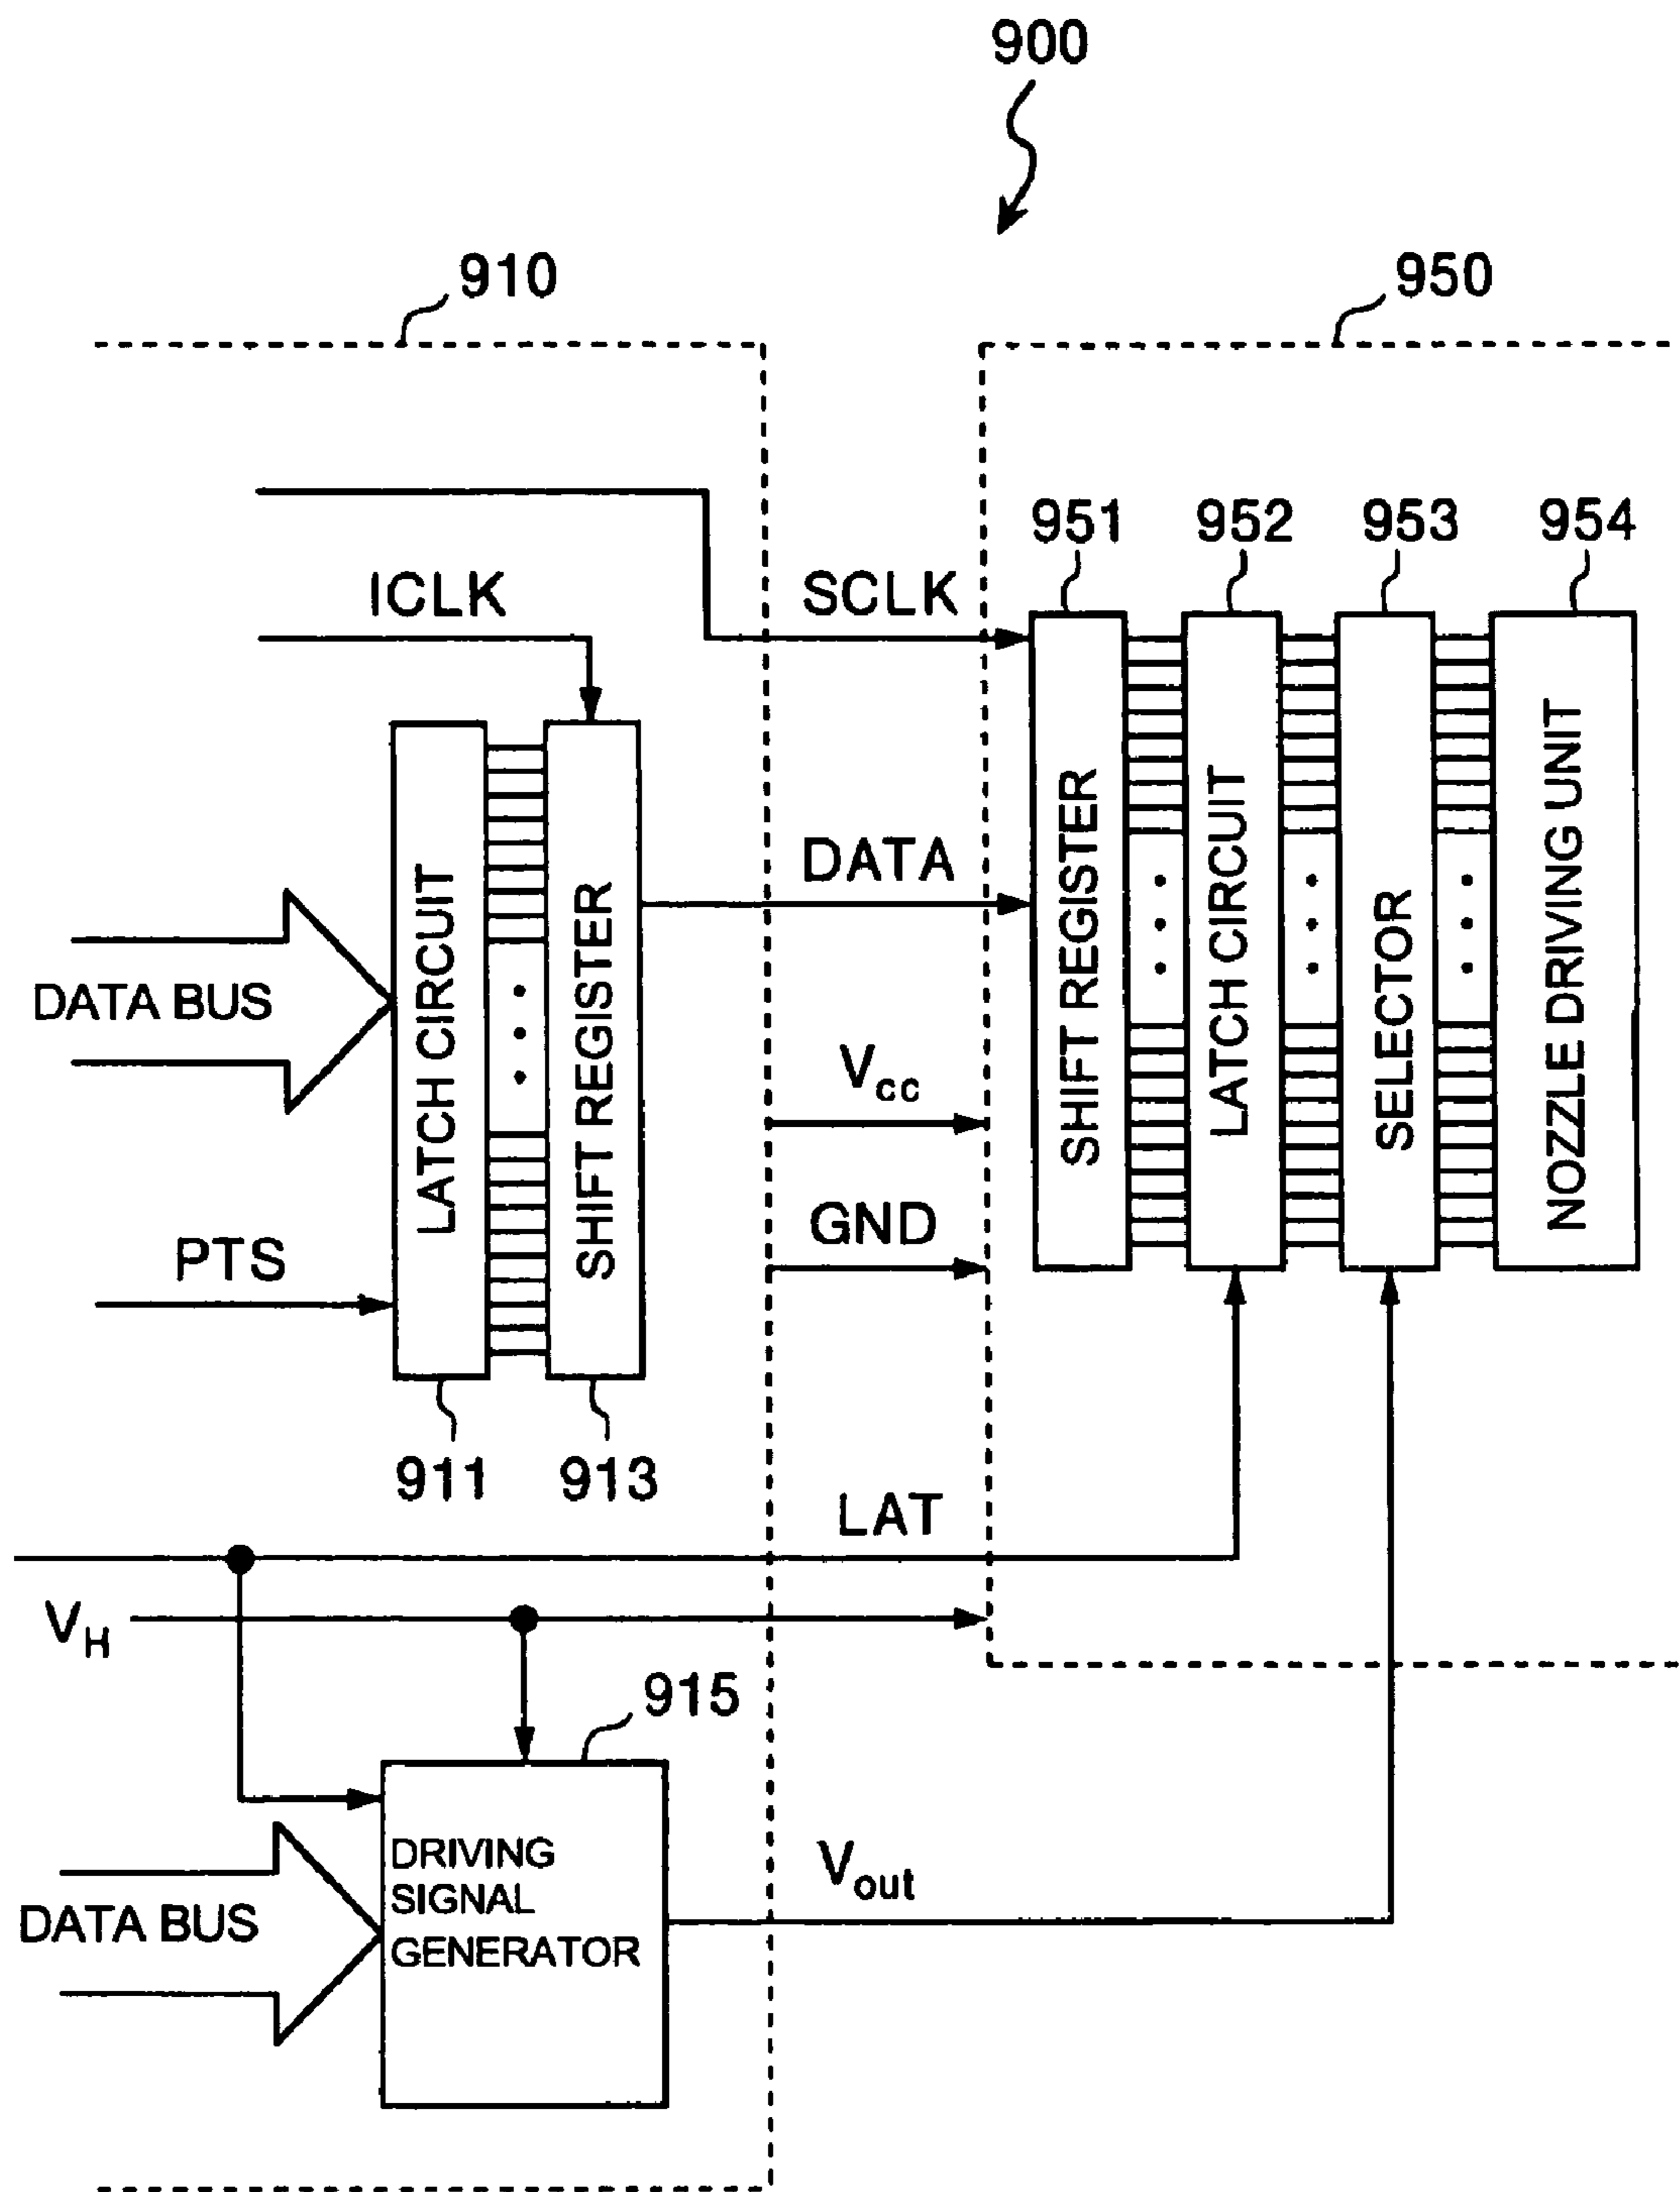 900
910
950
951
952
953
954
ICLK
SCLK
DATA
DATA BUS
LATCH CIRCUIT
SHIFT REGISTER
SHIFT REGISTER
LATCH CIRCUIT
SELECTOR
NOZZLE DRIVING UNIT
Vcc
GND
PTS
911
913
LAT
VH
915
DRIVING
SIGNAL
GENERATOR
Vout
DATA BUS